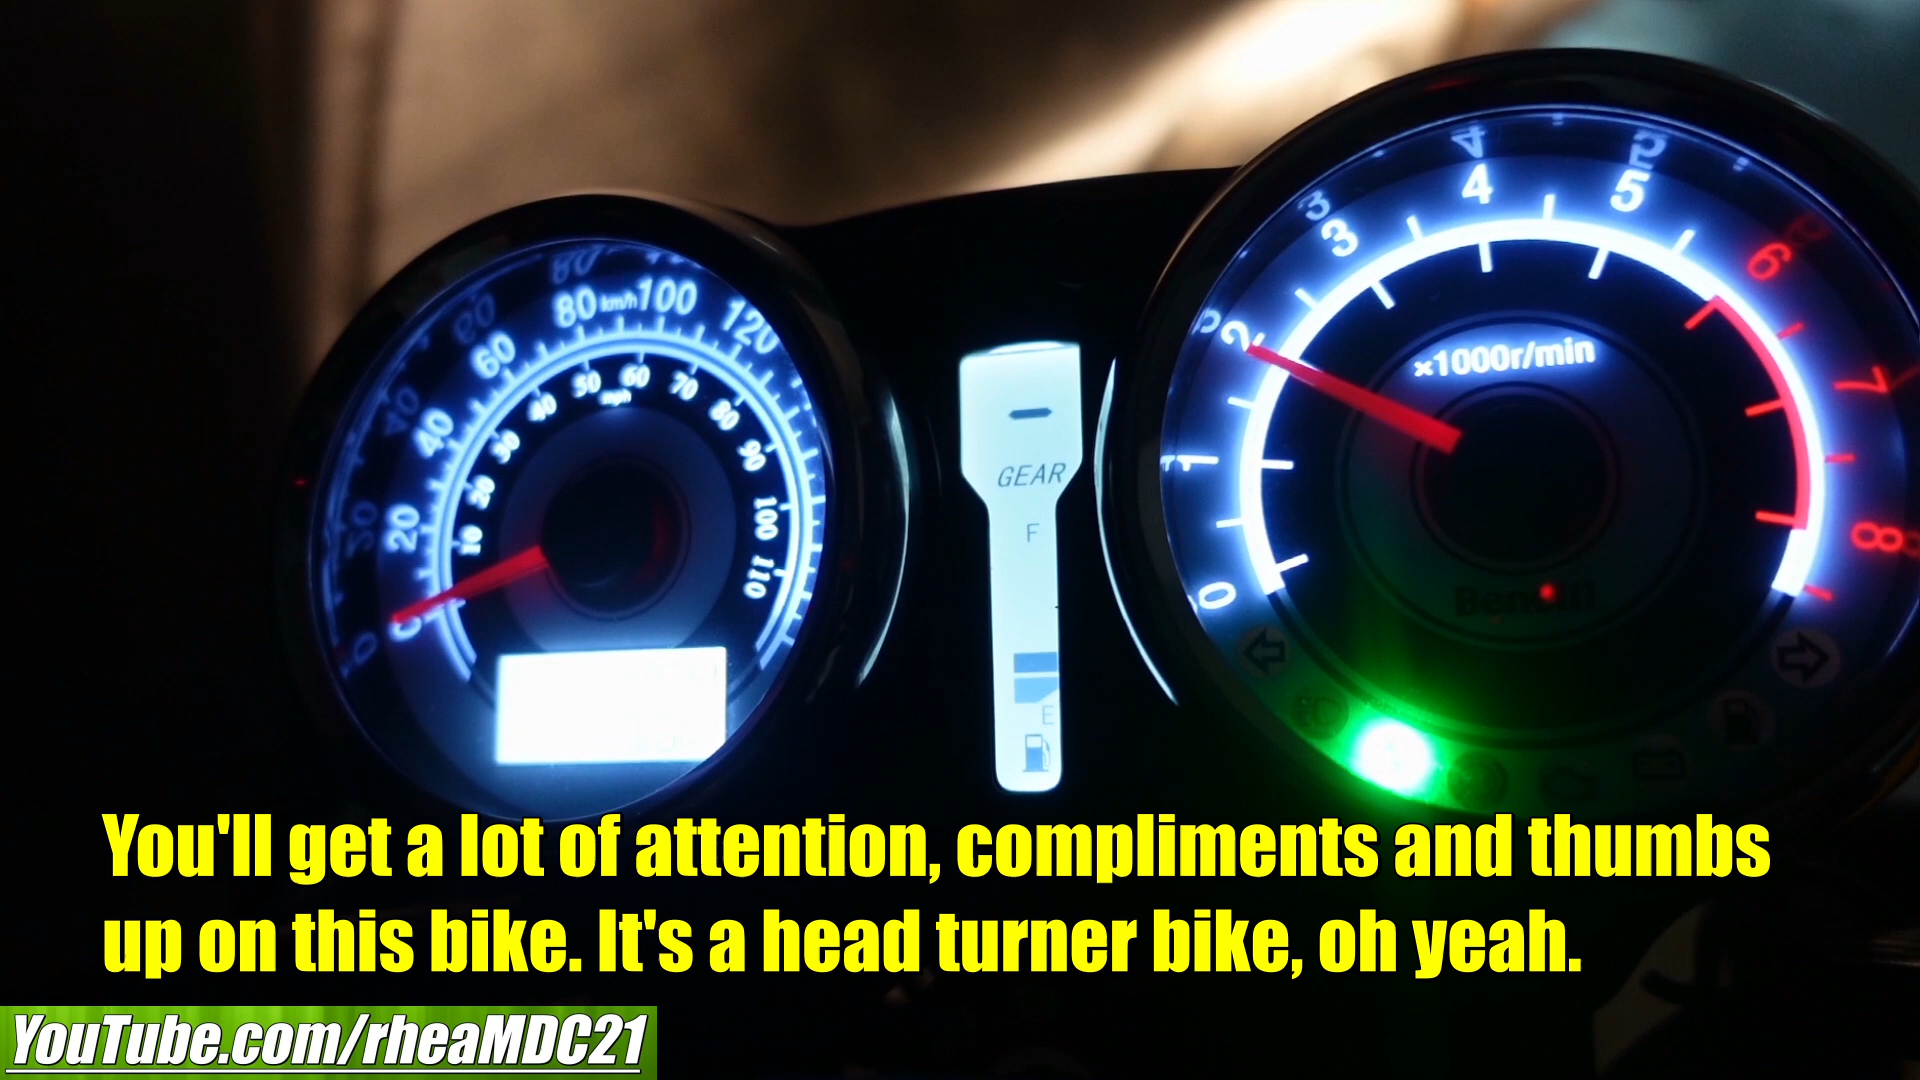 80 km/h 100 120
60
40
20
0
50 60 70
mph
40 80
30 90
20 100
10 110
GEAR
F
E
4 5
3 6
2 7
1 8
0
×1000r/min
Benelli
You'll get a lot of attention, compliments and thumbs
up on this bike. It's a head turner bike, oh yeah.
YouTube.com/rheaMDC21